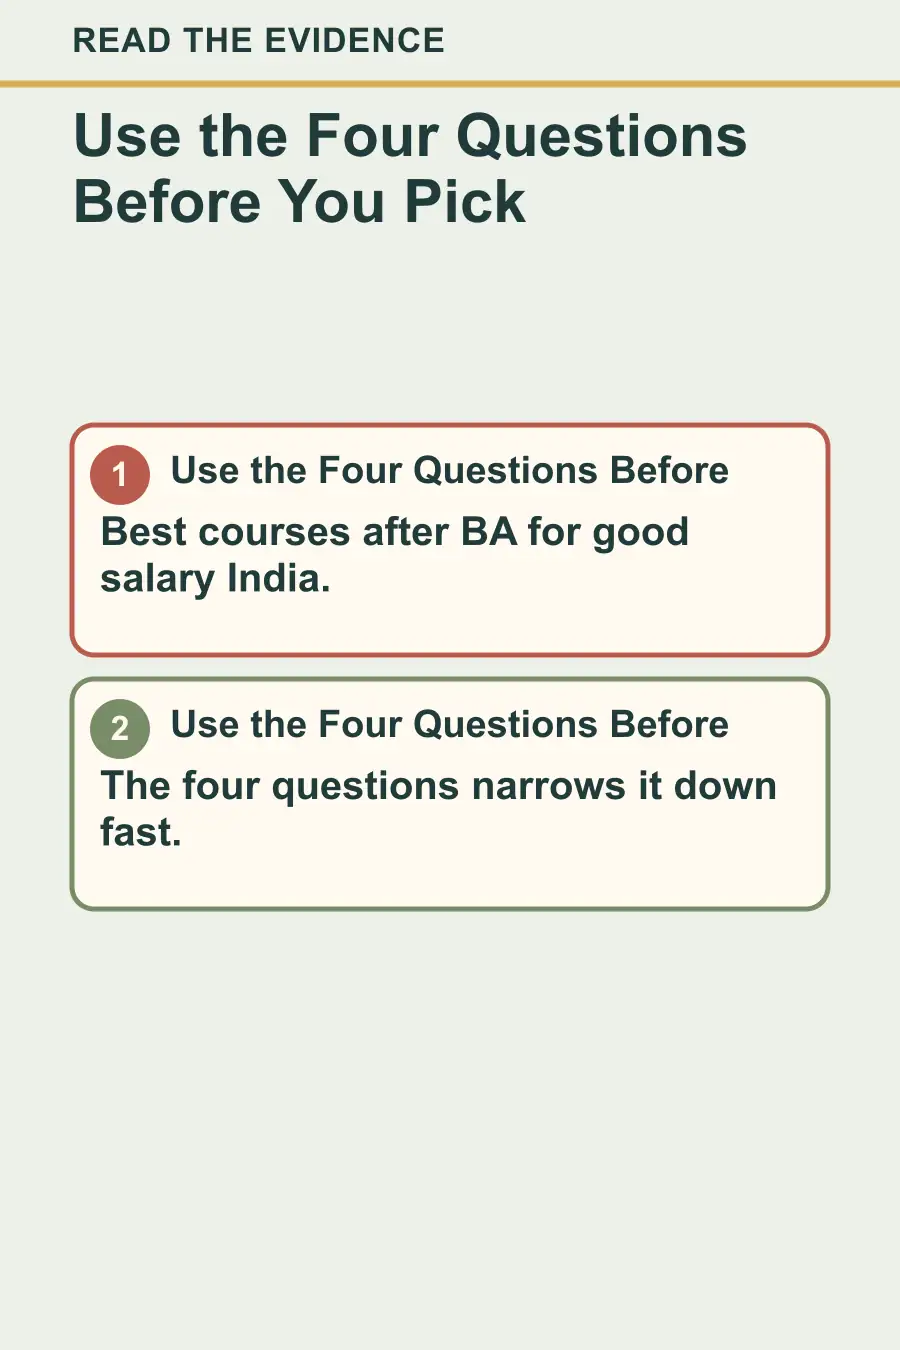 READ THE EVIDENCE
Use the Four Questions
Before You Pick
1 Use the Four Questions Before
Best courses after BA for good
salary India.
2 Use the Four Questions Before
The four questions narrows it down
fast.